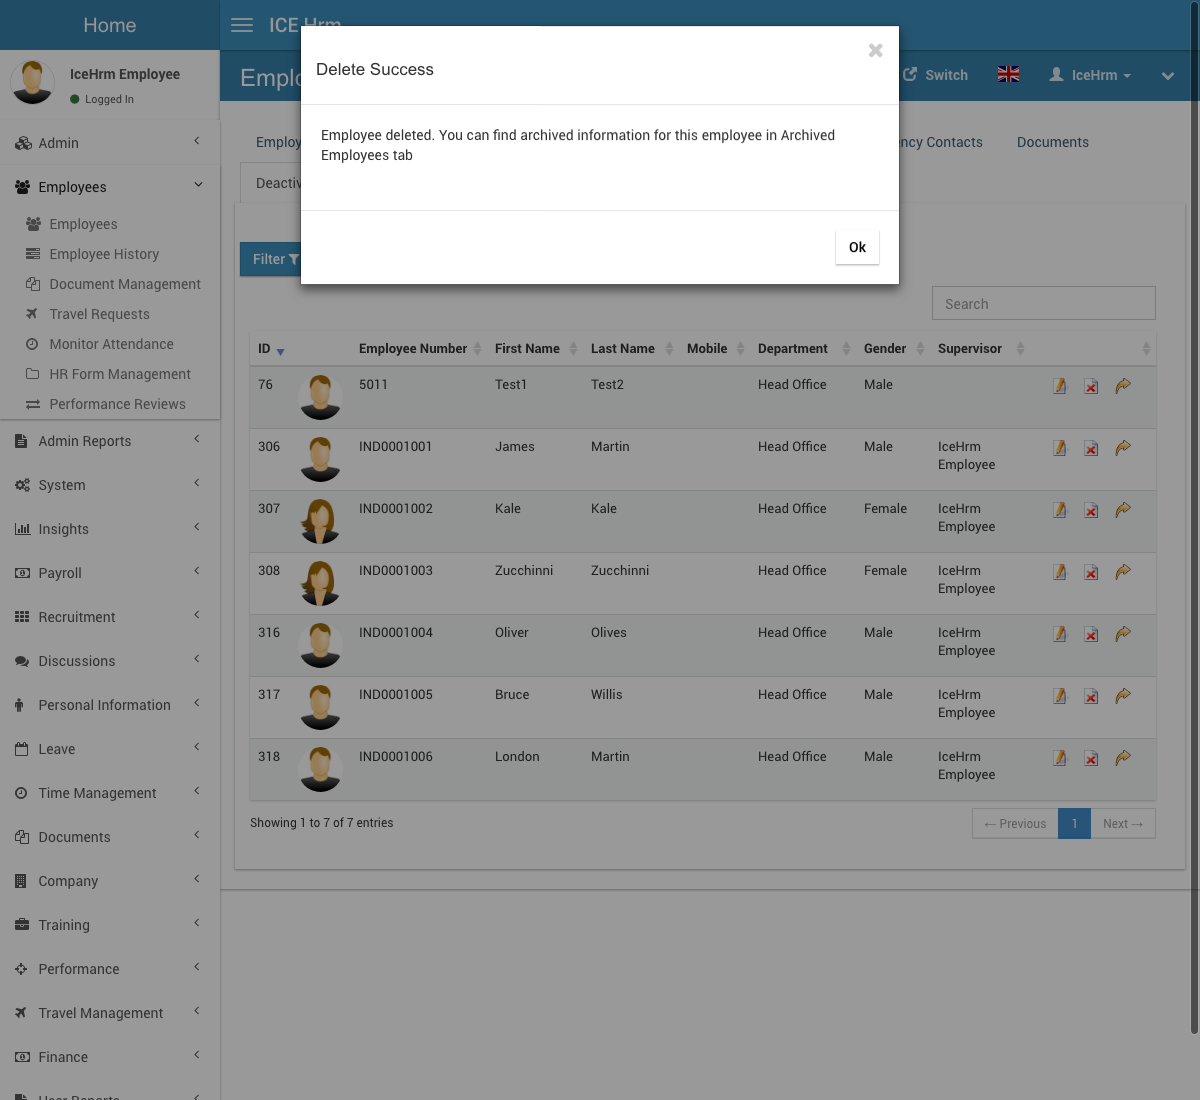 Home
ICE Hrm
IceHrm Employee
Logged In
Switch
IceHrm
Delete Success
Employee deleted. You can find archived information for this employee in Archived
Employees tab
Ok
Documents
Filter
Search
Admin
Employees
Employees
Employee History
Document Management
Travel Requests
Monitor Attendance
HR Form Management
Performance Reviews
Admin Reports
System
Insights
Payroll
Recruitment
Discussions
Personal Information
Leave
Time Management
Documents
Company
Training
Performance
Travel Management
Finance
ID Employee Number First Name Last Name Mobile Department Gender Supervisor
76 5011 Test1 Test2 Head Office Male
306 IND0001001 James Martin Head Office Male IceHrm
Employee
307 IND0001002 Kale Kale Head Office Female IceHrm
Employee
308 IND0001003 Zucchinni Zucchinni Head Office Female IceHrm
Employee
316 IND0001004 Oliver Olives Head Office Male IceHrm
Employee
317 IND0001005 Bruce Willis Head Office Male IceHrm
Employee
318 IND0001006 London Martin Head Office Male IceHrm
Employee
Showing 1 to 7 of 7 entries
← Previous 1 Next →